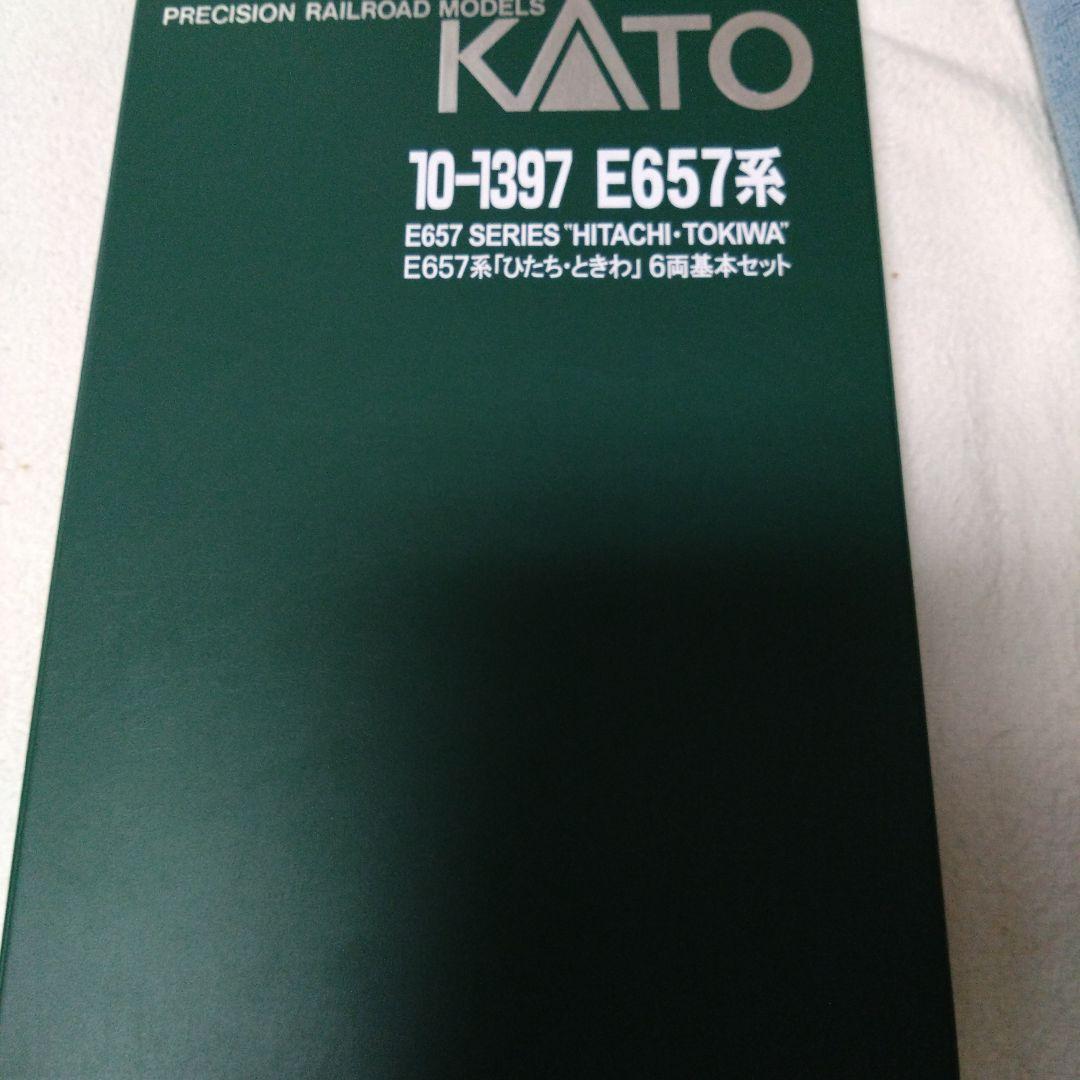 PRECISION RAILROAD MODELS
KATO
10-1397 E657系
E657 SERIES "HITACHI・TOKIWA"
E657系「ひたち・ときわ」 6両基本セット